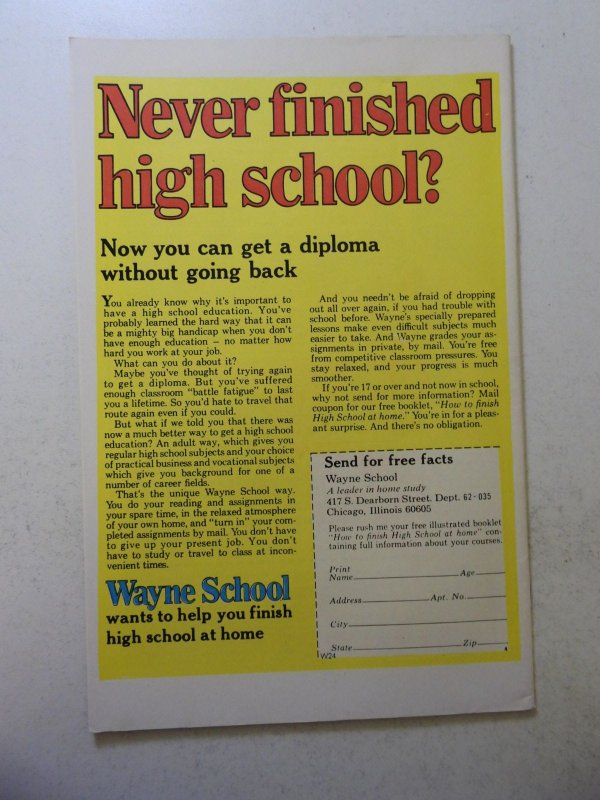 Never finished
high school?
Now you can get a diploma
without going back
You already know why it's important to
have a high school education. You've
probably learned the hard way that it can
be a mighty big handicap when you don't
have enough education – no matter how
hard you work at your job.
What can you do about it?
Maybe you've thought of trying again
to get a diploma. But you've suffered
enough classroom "battle fatigue" to last
you a lifetime. So you'd hate to travel that
route again even if you could.
But what if we told you that there was
now a much better way to get a high school
education? An adult way, which gives you
regular high school subjects and your choice
of practical business and vocational subjects
which give you background for one of a
number of career fields.
That's the unique Wayne School way.
You do your reading and assignments in
your spare time, in the relaxed atmosphere
of your own home, and "turn in" your com-
pleted assignments by mail. You don't have
to give up your present job. You don't
have to study or travel to class at incon-
venient times.
Wayne School
wants to help you finish
high school at home
And you needn't be afraid of dropping
out all over again, if you had trouble with
school before. Wayne's specially prepared
lessons make even difficult subjects much
easier to take. And Wayne grades your as-
signments in private, by mail. You're free
from competitive classroom pressures. You
stay relaxed, and your progress is much
smoother.
If you're 17 or over and not now in school,
why not send for more information? Mail
coupon for our free booklet, "How to finish
High School at home." You're in for a pleas-
ant surprise. And there's no obligation.
Send for free facts
Wayne School
A leader in home study
417 S. Dearborn Street. Dept. 62-035
Chicago, Illinois 60605
Please rush me your free illustrated booklet
"How to finish High School at home" con-
taining full information about your courses.
Print
Name Age
Address Apt. No.
City
State Zip
W24